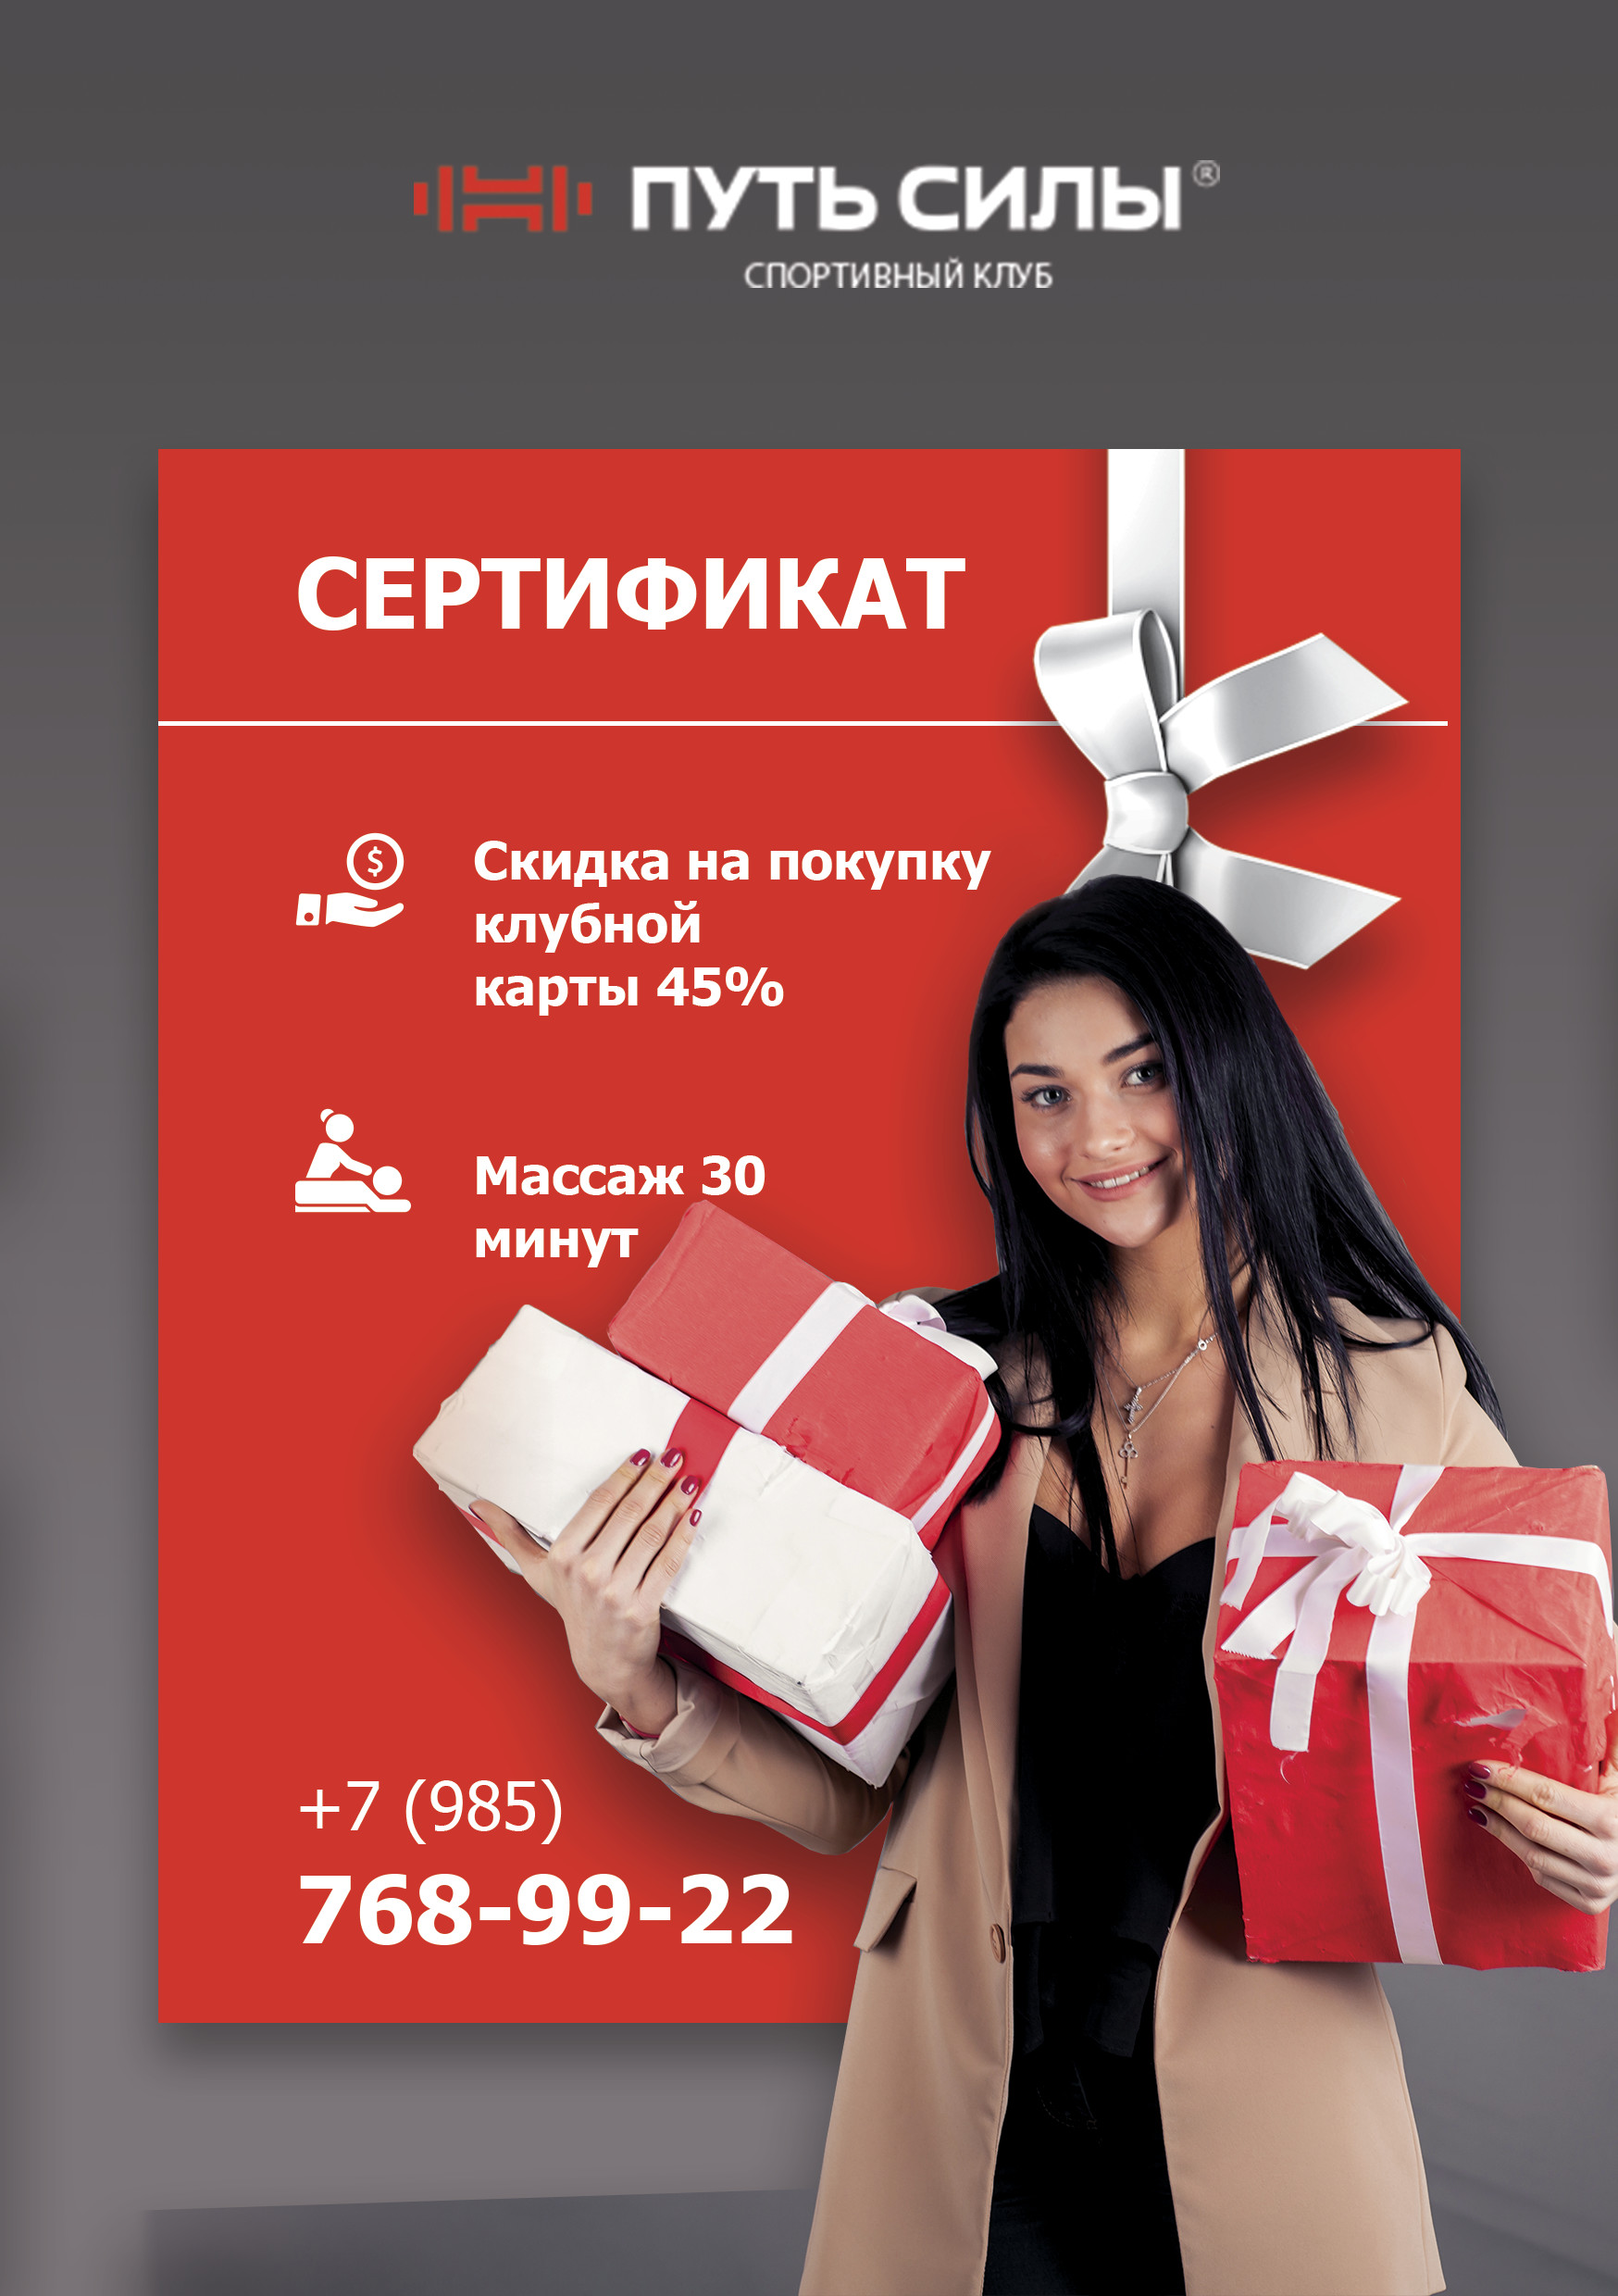 ПУТЬ СИЛЫ®
СПОРТИВНЫЙ КЛУБ
СЕРТИФИКАТ
$
Скидка на покупку
клубной
карты 45%
Массаж 30
минут
+7 (985)
768-99-22